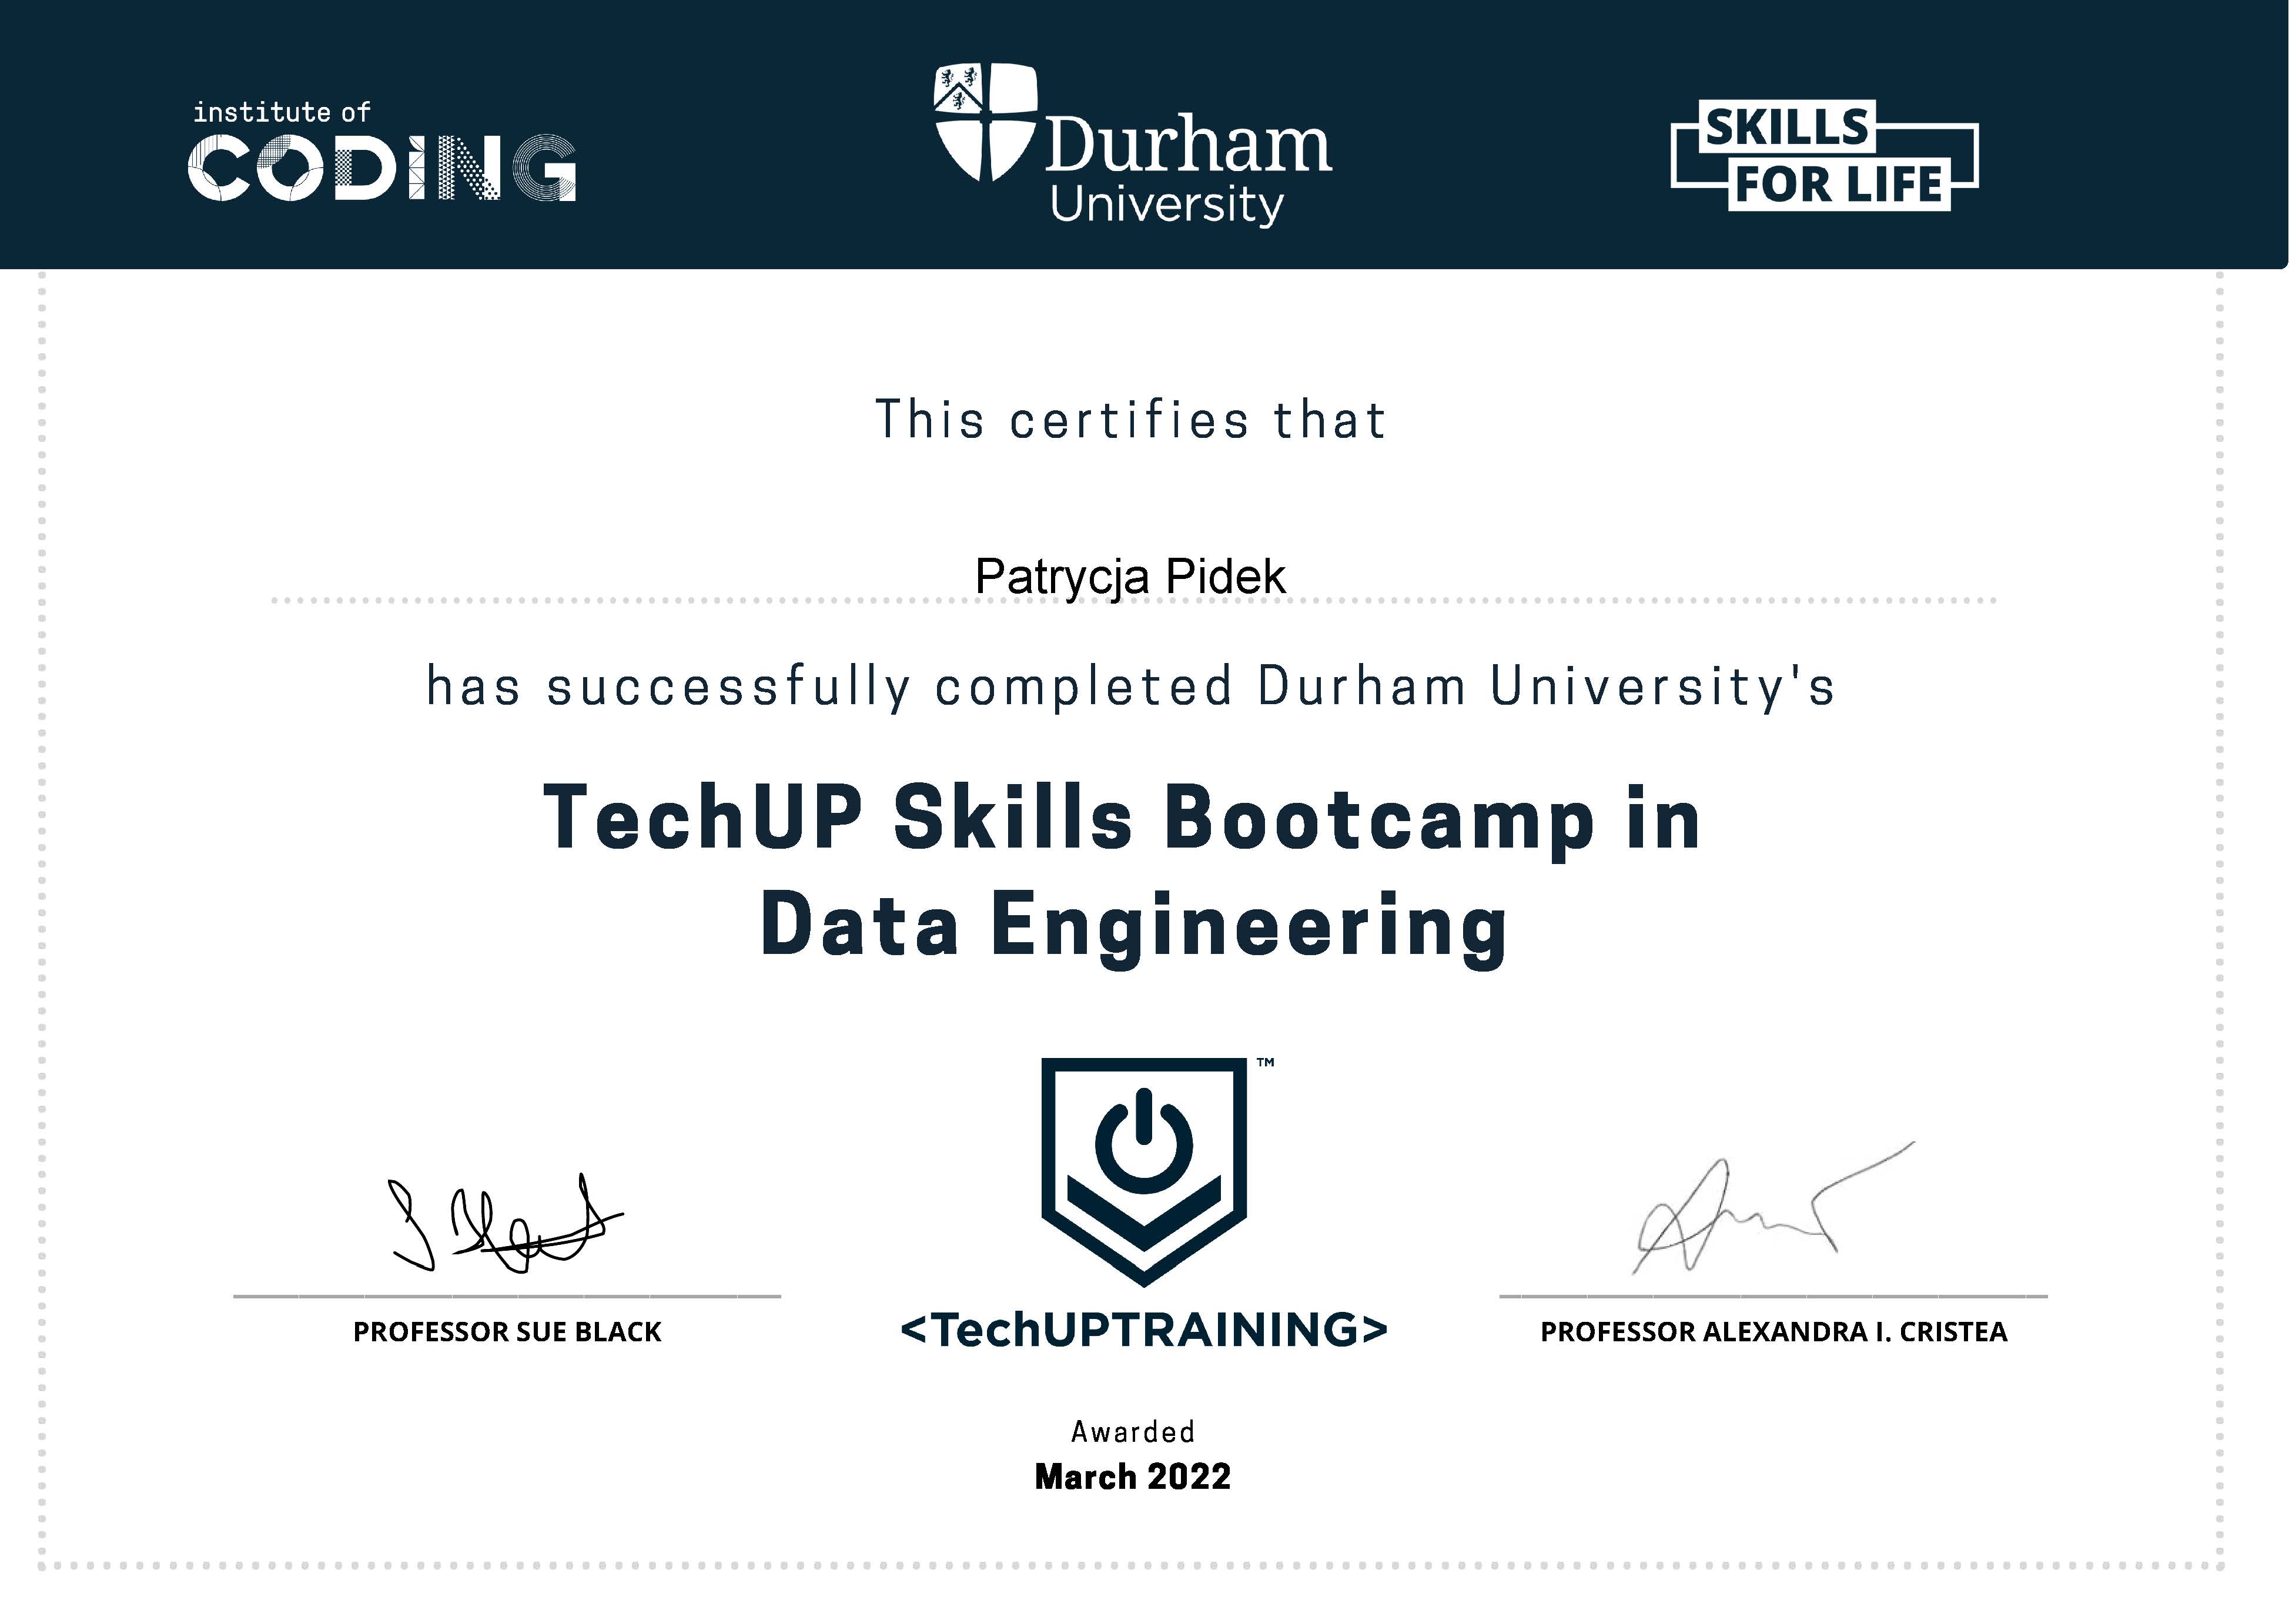 institute of
CODING
Durham
University
SKILLS
FOR LIFE
This certifies that
Patrycja Pidek
has successfully completed Durham University's
TechUP Skills Bootcamp in
Data Engineering
TM
<TechUPTRAINING>
PROFESSOR SUE BLACK
PROFESSOR ALEXANDRA I. CRISTEA
Awarded
March 2022